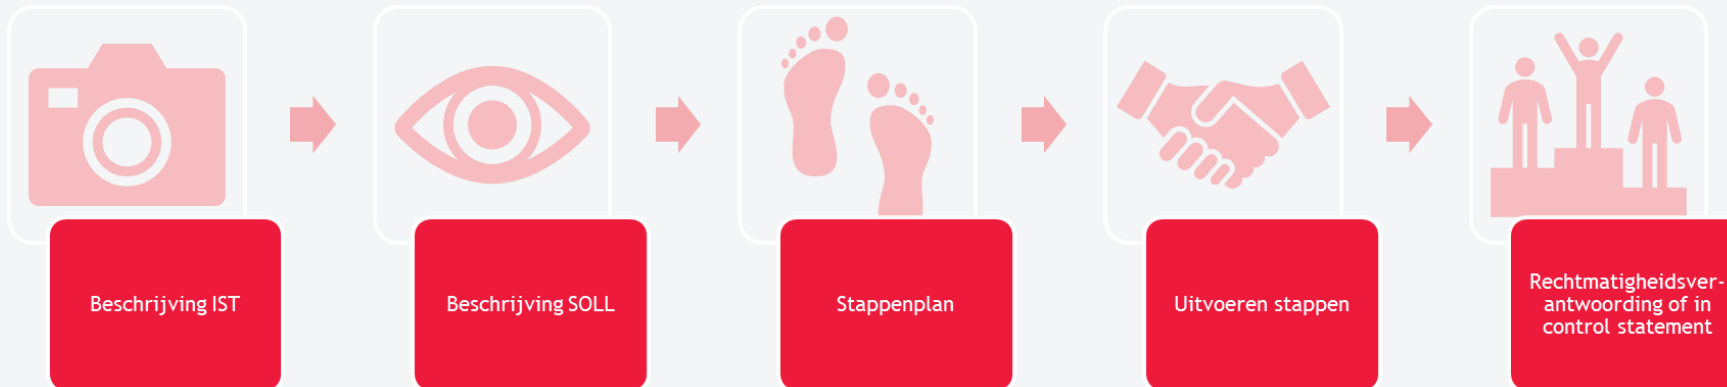 Beschrijving IST
Beschrijving SOLL
Stappenplan
Uitvoeren stappen
Rechtmatigheidsver-
antwoording of in
control statement